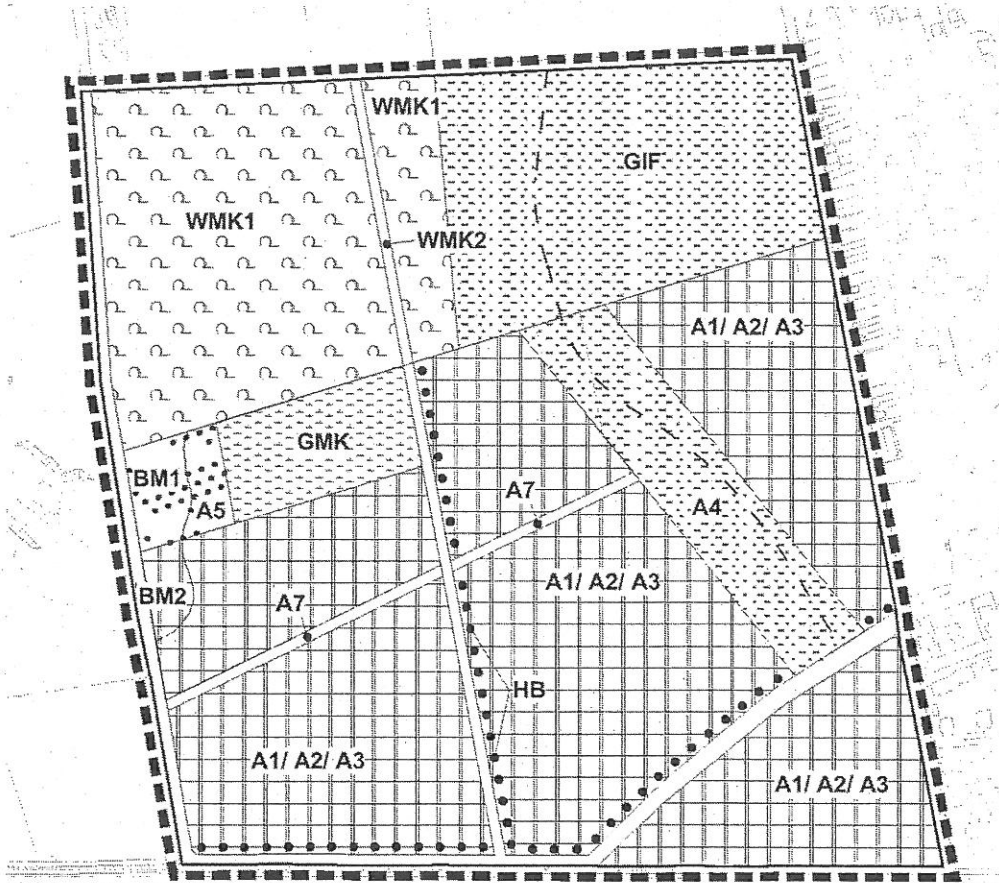 WMK1
GIF
WMK1
WMK2
A1/ A2/ A3
GMK
BM1
A7
A5
A4
A1/ A2/ A3
BM2
A7
HB
A1/ A2/ A3
A1/ A2/ A3